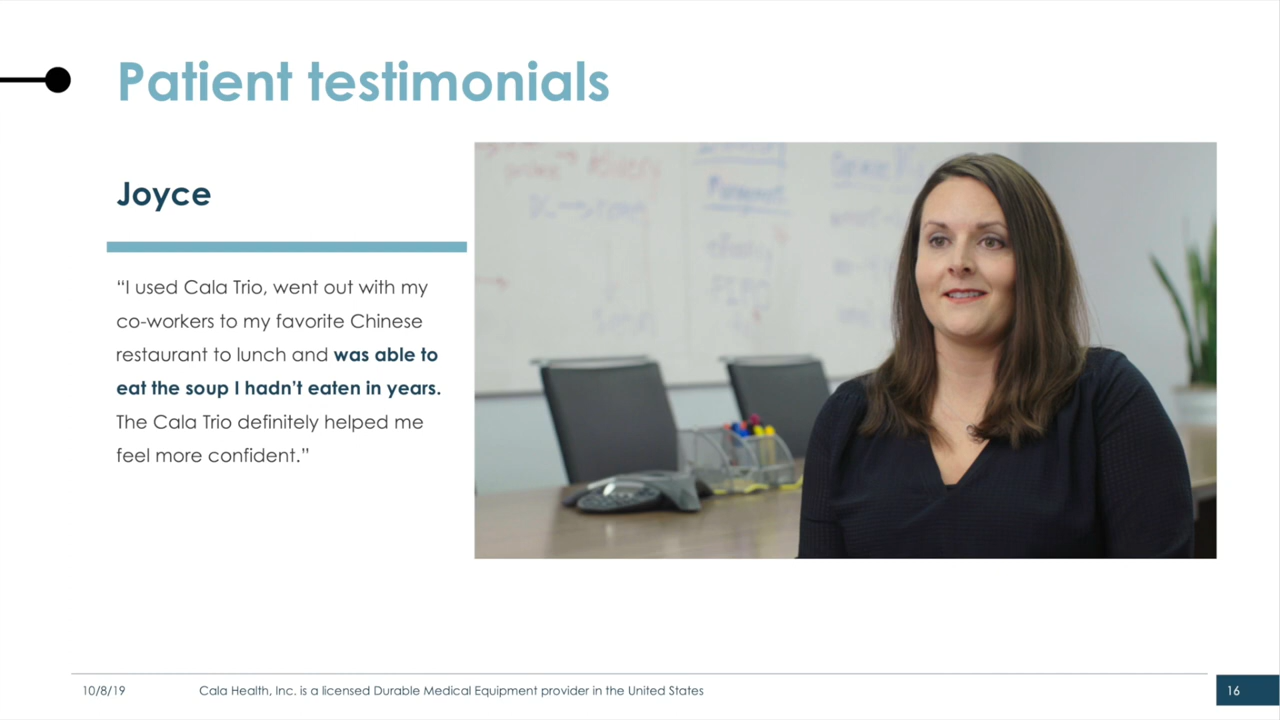 Patient testimonials
Joyce
“I used Cala Trio, went out with my
co-workers to my favorite Chinese
restaurant to lunch and was able to
eat the soup I hadn’t eaten in years.
The Cala Trio definitely helped me
feel more confident.”
10/8/19
Cala Health, Inc. is a licensed Durable Medical Equipment provider in the United States
16